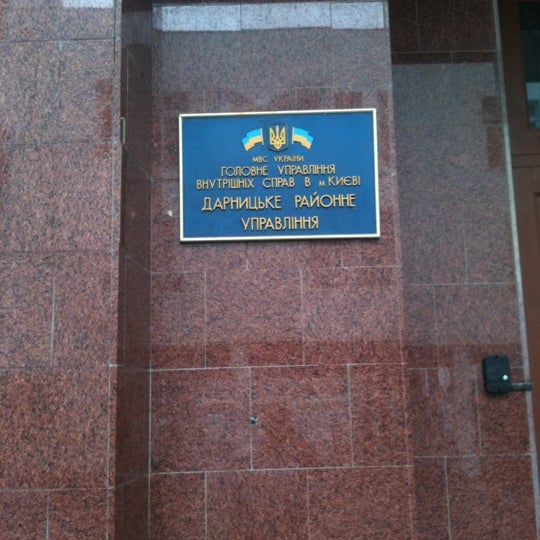 МВС УКРАЇНИ
ГОЛОВНЕ УПРАВЛІННЯ
ВНУТРІШНІХ СПРАВ В м КИЄВІ
ДАРНИЦЬКЕ РАЙОННЕ
УПРАВЛІННЯ